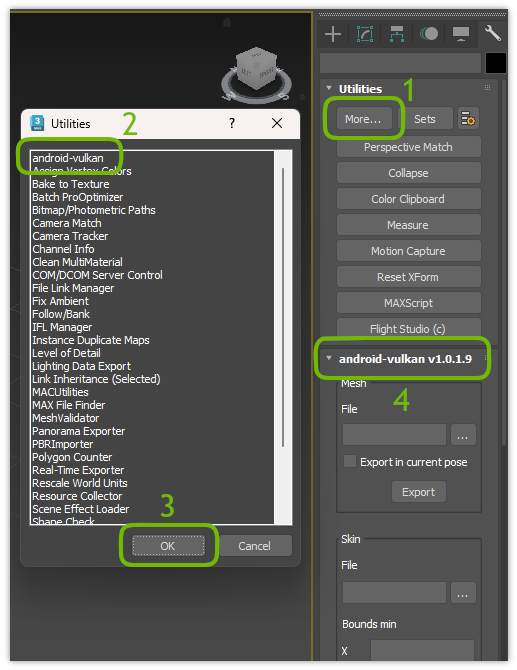 1
Utilities
More...
Sets
Perspective Match
Collapse
Color Clipboard
Measure
Motion Capture
Reset XForm
MAXScript
Flight Studio (c)
android-vulkan v1.0.1.9
4
Mesh
File
...
Export in current pose
Export
Skin
File
...
Bounds min
X
3
Utilities
2
?
android-vulkan
Assign Vertex Colors
Bake to Texture
Batch ProOptimizer
Bitmap/Photometric Paths
Camera Match
Camera Tracker
Channel Info
Clean MultiMaterial
COM/DCOM Server Control
File Link Manager
Fix Ambient
Follow/Bank
IFL Manager
Instance Duplicate Maps
Level of Detail
Lighting Data Export
Link Inheritance (Selected)
MACUtilities
MAX File Finder
MeshValidator
Panorama Exporter
PBRImporter
Polygon Counter
Real-Time Exporter
Rescale World Units
Resource Collector
Scene Effect Loader
Shape Check
3
OK
Cancel